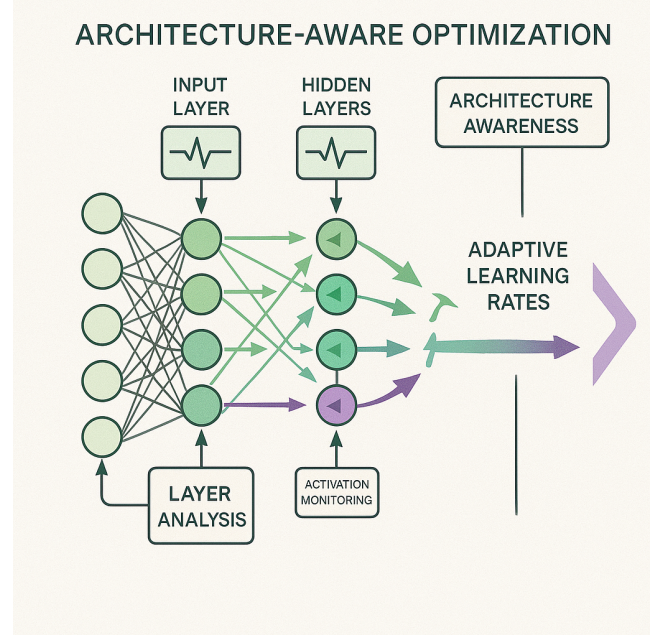 ARCHITECTURE-AWARE OPTIMIZATION
INPUT
LAYER
HIDDEN
LAYERS
ARCHITECTURE
AWARENESS
ADAPTIVE
LEARNING
RATES
LAYER
ANALYSIS
ACTIVATION
MONITORING